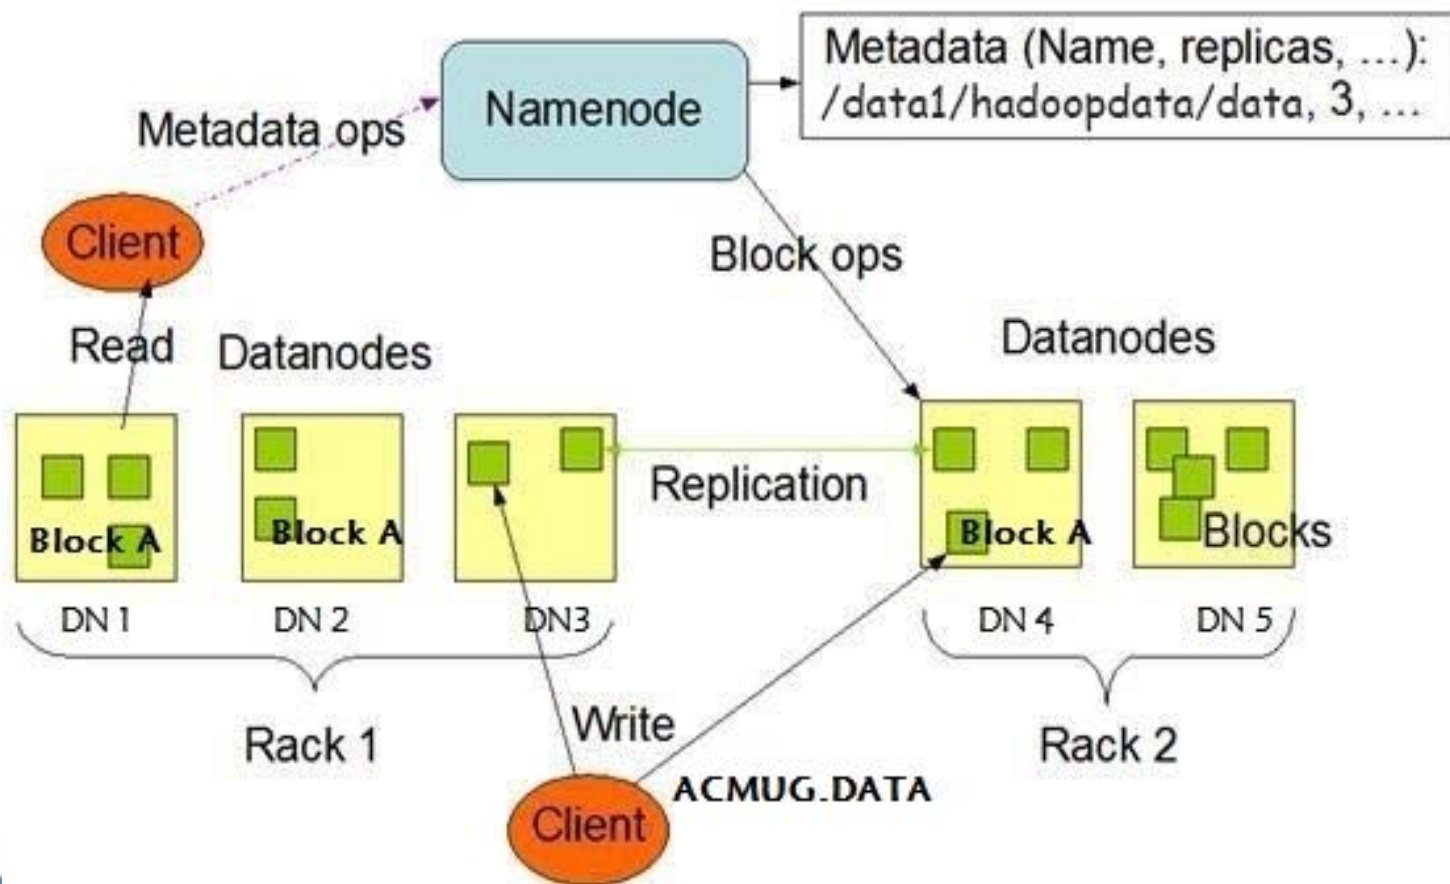 Metadata (Name, replicas, ...):
/data1/hadoopdata/data, 3, ...
Namenode
Metadata ops
Client
Block ops
Read
Datanodes
Datanodes
Replication
Block A
Block A
Block A
Blocks
DN 1
DN 2
DN3
DN 4
DN 5
Rack 1
Write
Rack 2
ACMUG.DATA
Client